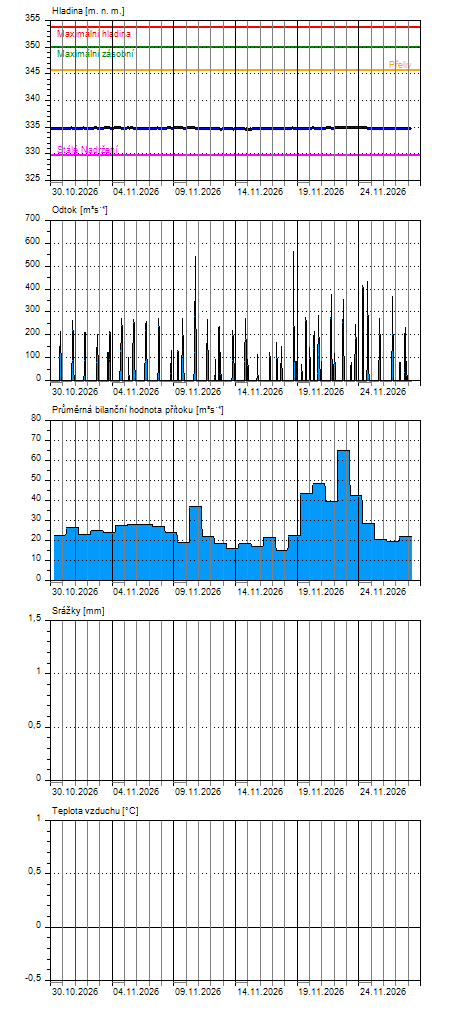 Hladina [m. n. m.]
355
Maximální hladina
350
Maximální zásobní
345
Přeliv
340
335
330
Stálé Nadržení
325
30.10.2026 04.11.2026 09.11.2026 14.11.2026 19.11.2026 24.11.2026
Odtok [m³s⁻¹]
700
600
500
400
300
200
100
0
30.10.2026 04.11.2026 09.11.2026 14.11.2026 19.11.2026 24.11.2026
Průměrná bilanční hodnota přítoku [m³s⁻¹]
80
70
60
50
40
30
20
10
0
30.10.2026 04.11.2026 09.11.2026 14.11.2026 19.11.2026 24.11.2026
Srážky [mm]
1,5
1
0,5
0
30.10.2026 04.11.2026 09.11.2026 14.11.2026 19.11.2026 24.11.2026
Teplota vzduchu [°C]
1
0,5
0
-0,5
30.10.2026 04.11.2026 09.11.2026 14.11.2026 19.11.2026 24.11.2026